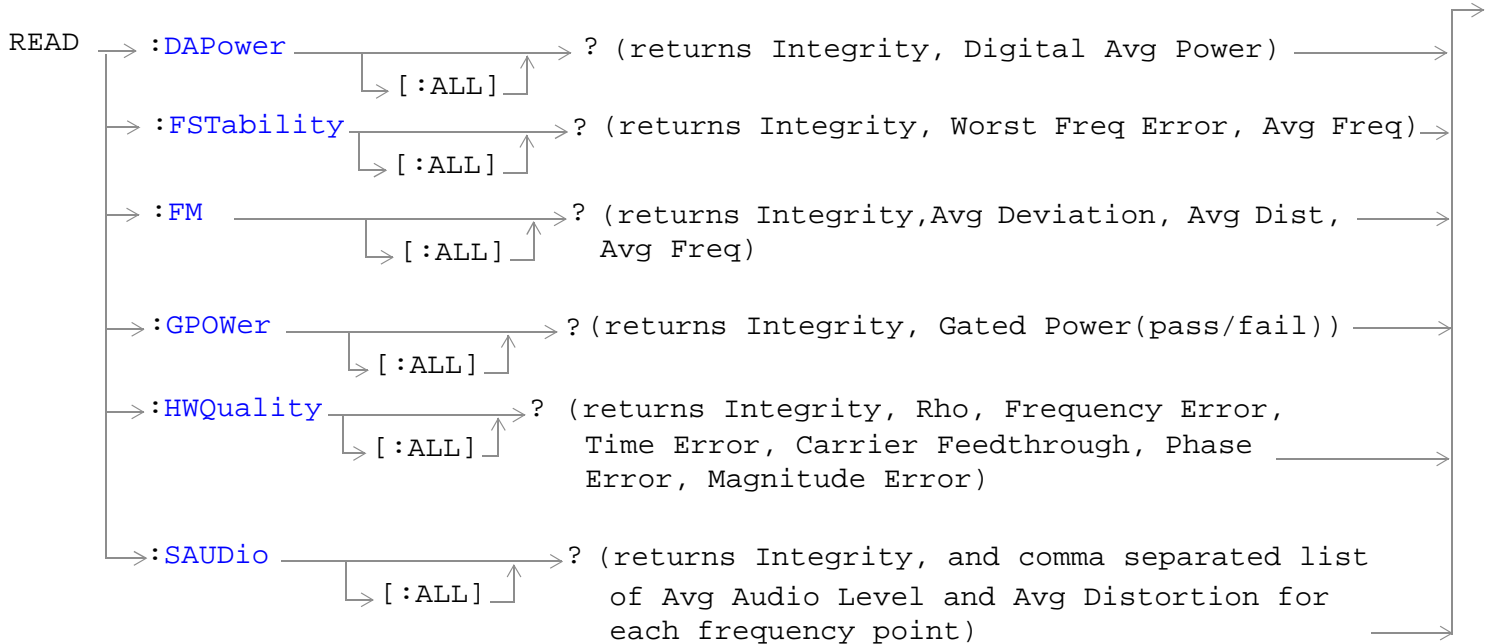 READ :DAPower ? (returns Integrity, Digital Avg Power)
[:ALL]
:FSTability ? (returns Integrity, Worst Freq Error, Avg Freq)
[:ALL]
:FM ? (returns Integrity,Avg Deviation, Avg Dist,
[:ALL] Avg Freq)
:GPOWer ? (returns Integrity, Gated Power(pass/fail))
[:ALL]
:HWQuality ? (returns Integrity, Rho, Frequency Error,
[:ALL] Time Error, Carrier Feedthrough, Phase
Error, Magnitude Error)
:SAUDio ? (returns Integrity, and comma separated list
[:ALL] of Avg Audio Level and Avg Distortion for
each frequency point)